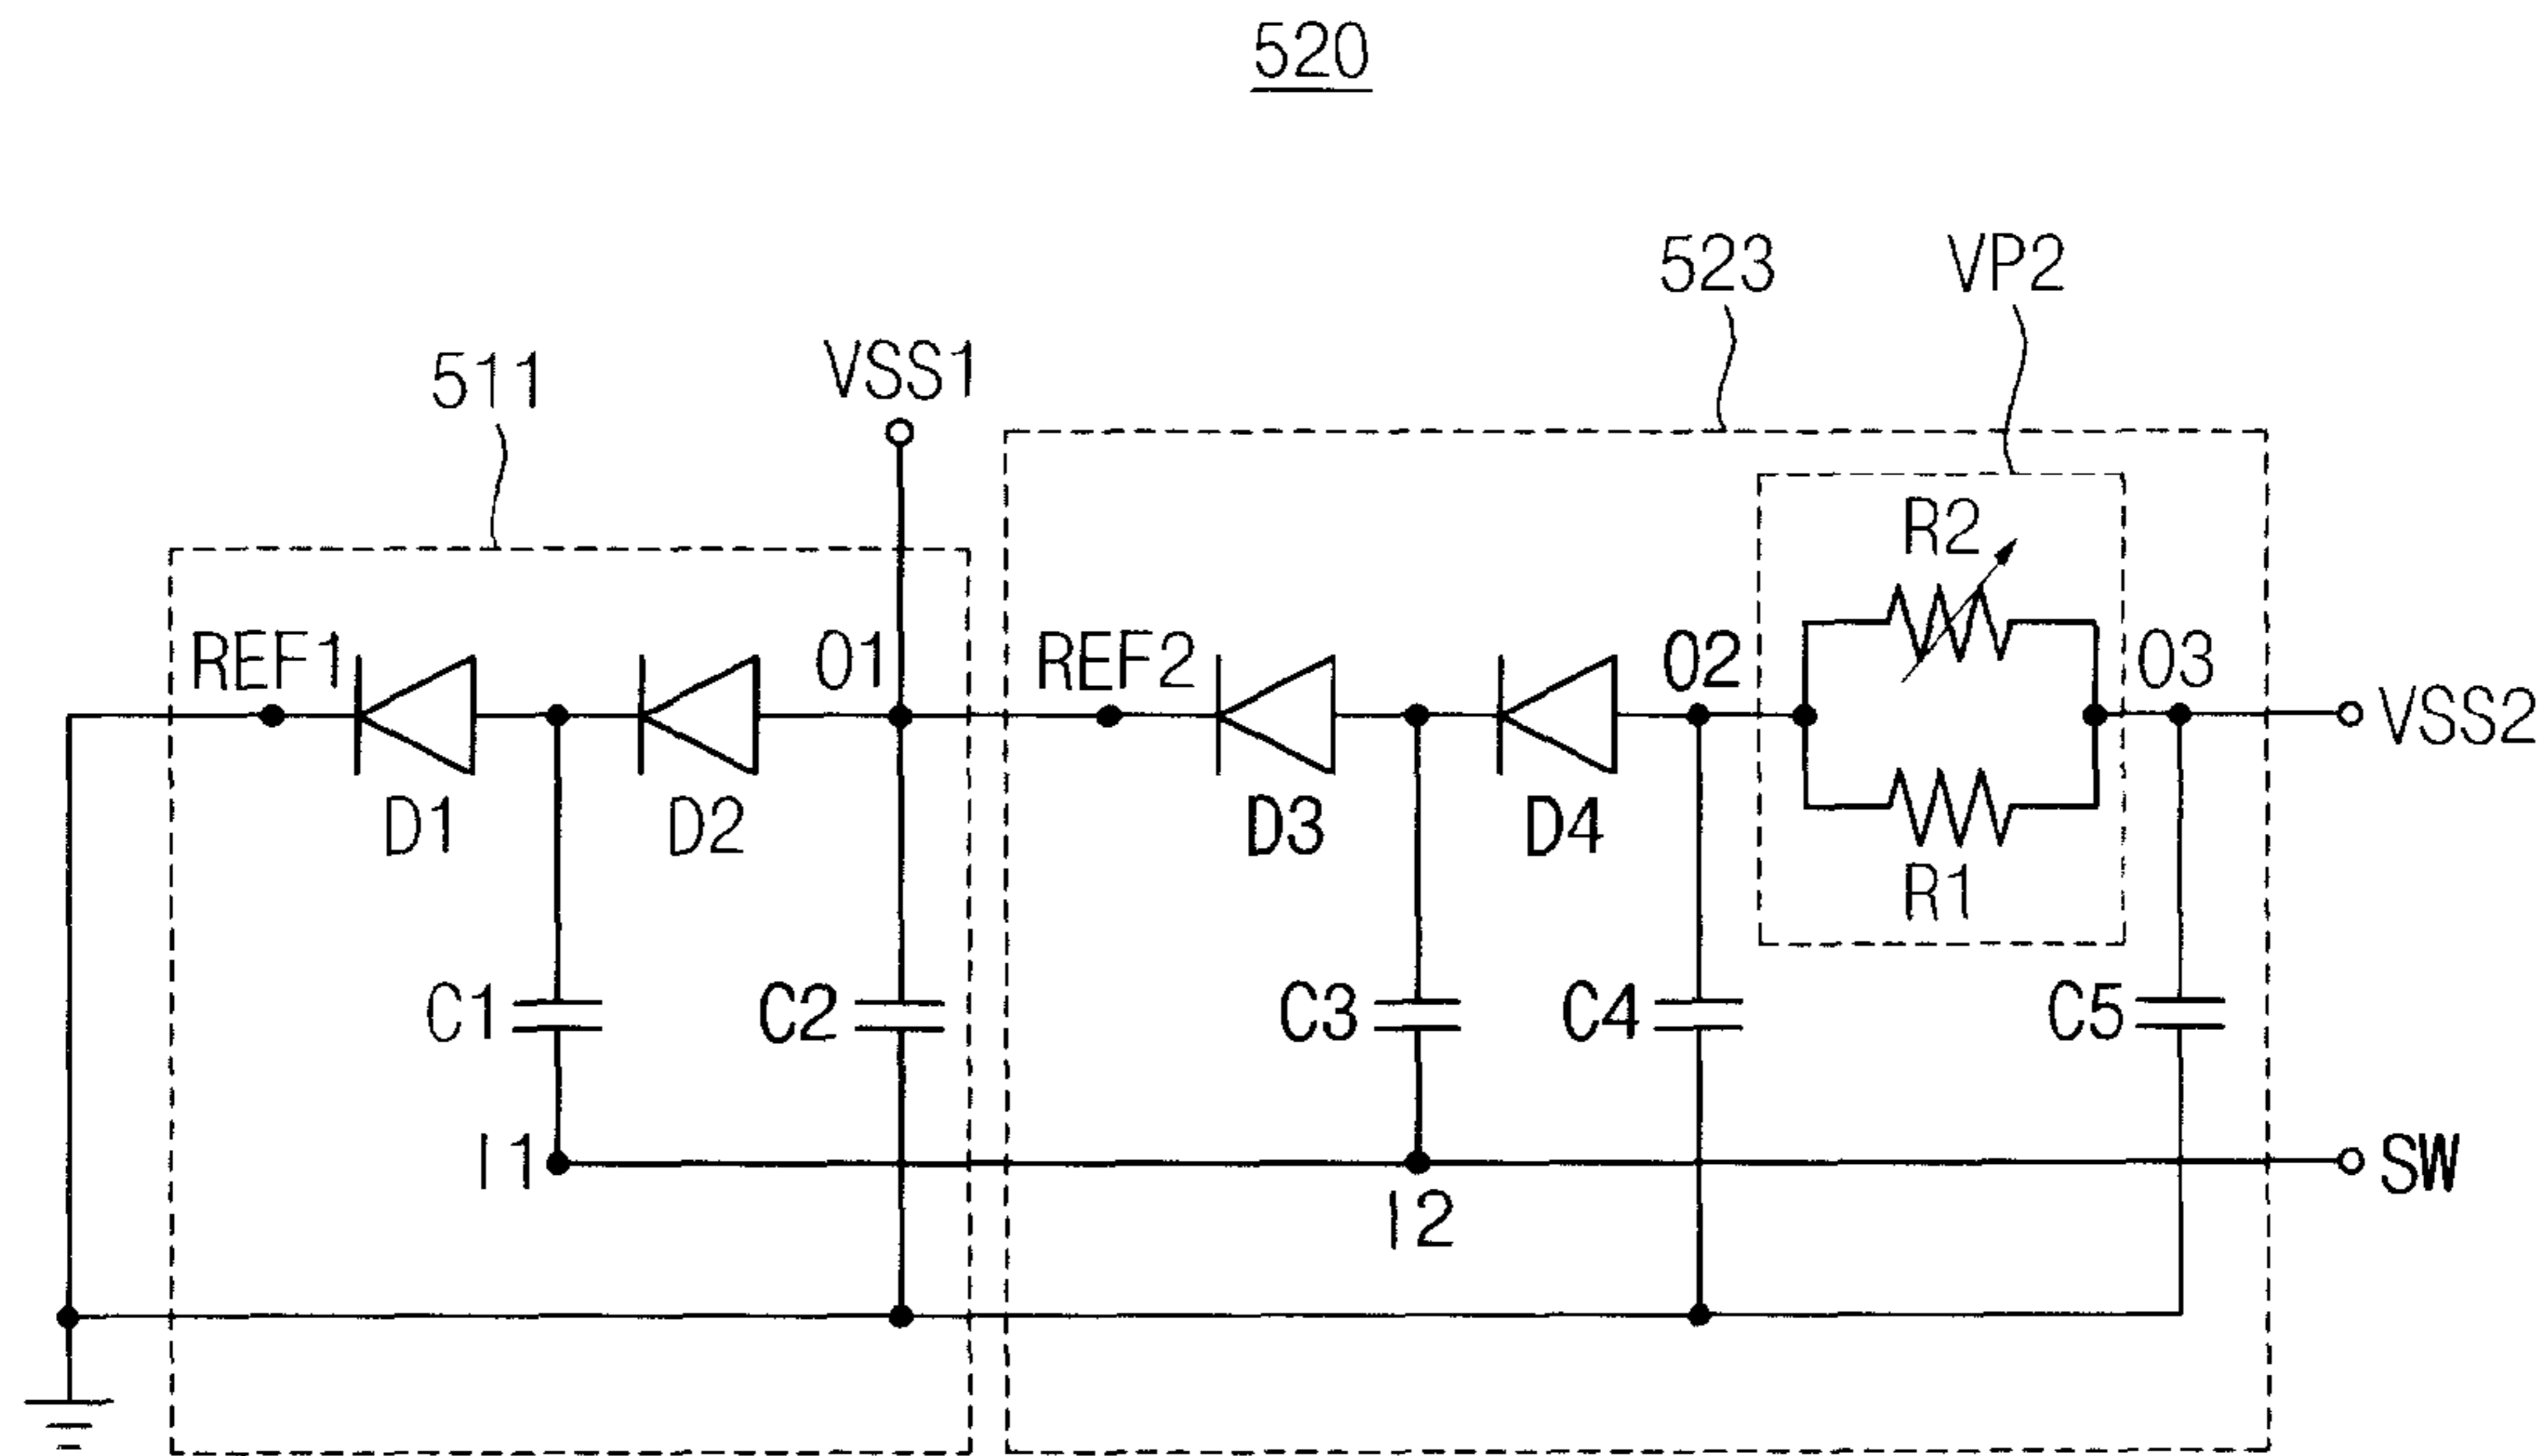 520
523 VP2
511 VSS1
R2
REF1 O1 REF2 O2 O3
VSS2
D1 D2 D3 D4
R1
C1 C2 C3 C4 C5
I1 SW
I2